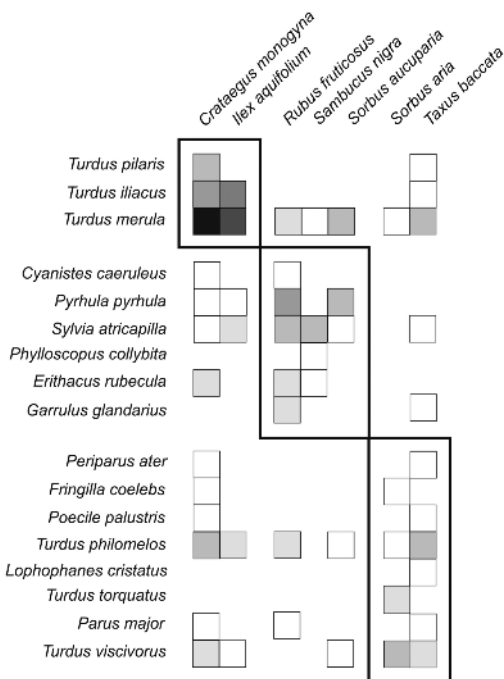 Crataegus monogyna
Ilex aquifolium
Rubus fruticosus
Sambucus nigra
Sorbus aucuparia
Sorbus aria
Taxus baccata
Turdus pilaris
Turdus iliacus
Turdus merula
Cyanistes caeruleus
Pyrhula pyrhula
Sylvia atricapilla
Phylloscopus collybita
Erithacus rubecula
Garrulus glandarius
Periparus ater
Fringilla coelebs
Poecile palustris
Turdus philomelos
Lophophanes cristatus
Turdus torquatus
Parus major
Turdus viscivorus